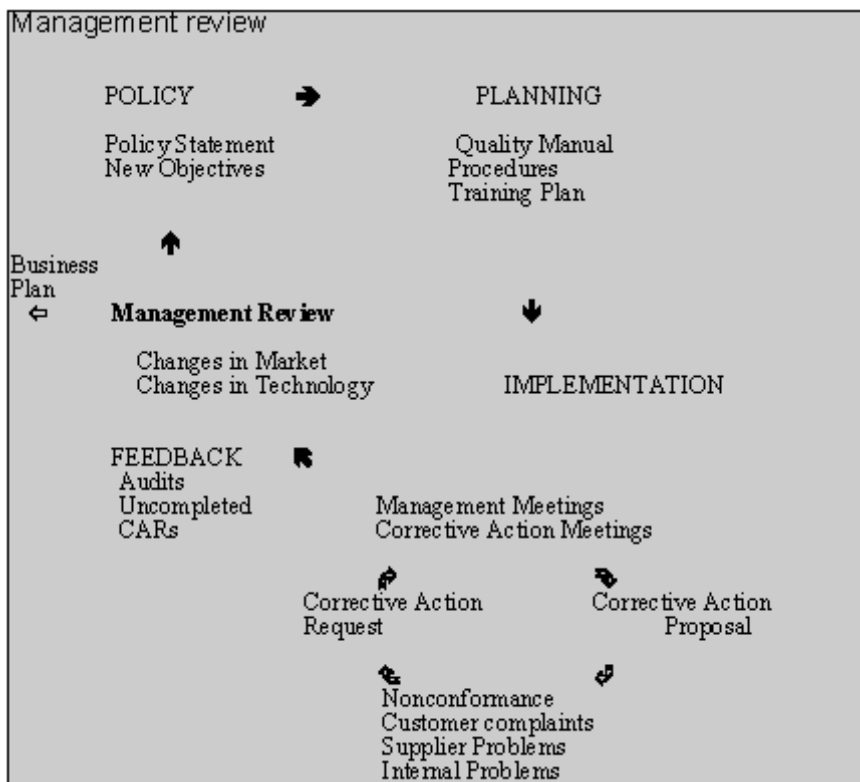 Management review
POLICY PLANNING
Policy Statement Quality Manual
New Objectives Procedures
Training Plan
Business
Plan
Management Review
Changes in Market
Changes in Technology IMPLEMENTATION
FEEDBACK
Audits
Uncompleted Management Meetings
CARs Corrective Action Meetings
Corrective Action Corrective Action
Request Proposal
Nonconformance
Customer complaints
Supplier Problems
Internal Problems